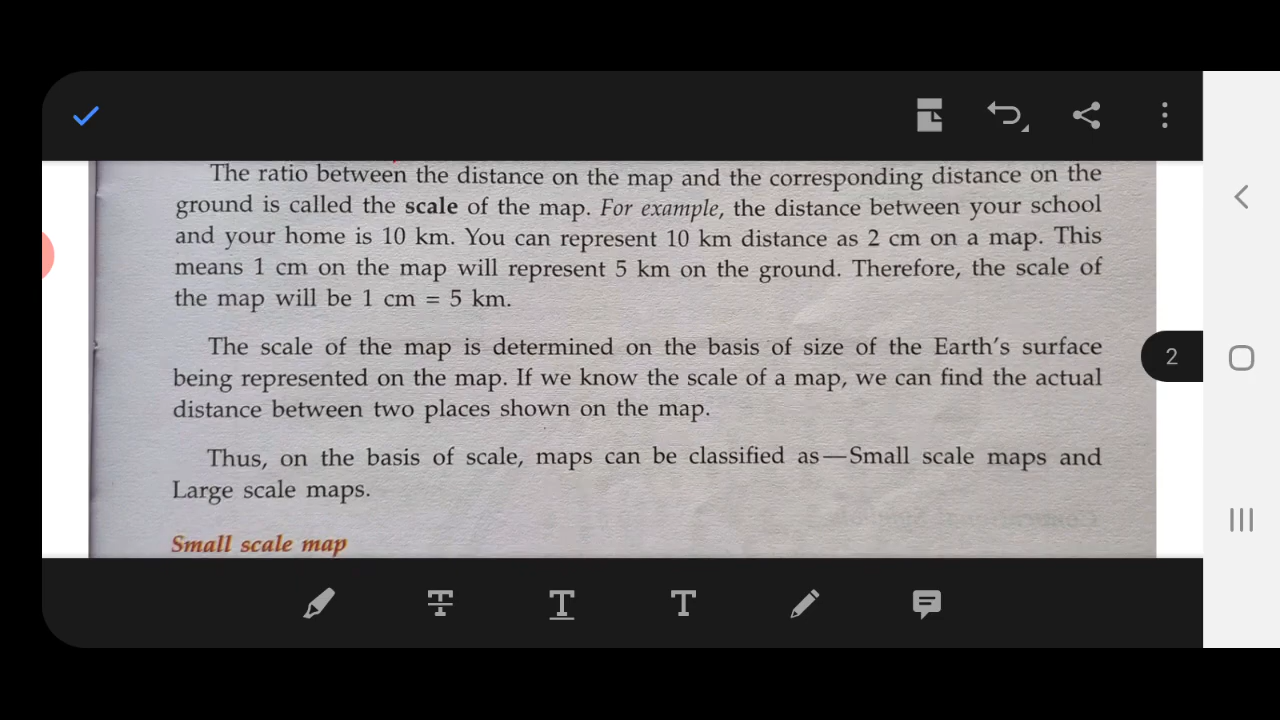 The ratio between the distance on the map and the corresponding distance on the
ground is called the scale of the map. For example, the distance between your school
and your home is 10 km. You can represent 10 km distance as 2 cm on a map. This
means 1 cm on the map will represent 5 km on the ground. Therefore, the scale of
the map will be 1 cm = 5 km.
The scale of the map is determined on the basis of size of the Earth's surface
being represented on the map. If we know the scale of a map, we can find the actual
distance between two places shown on the map.
2
Thus, on the basis of scale, maps can be classified as—Small scale maps and
Large scale maps.
Small scale map
T